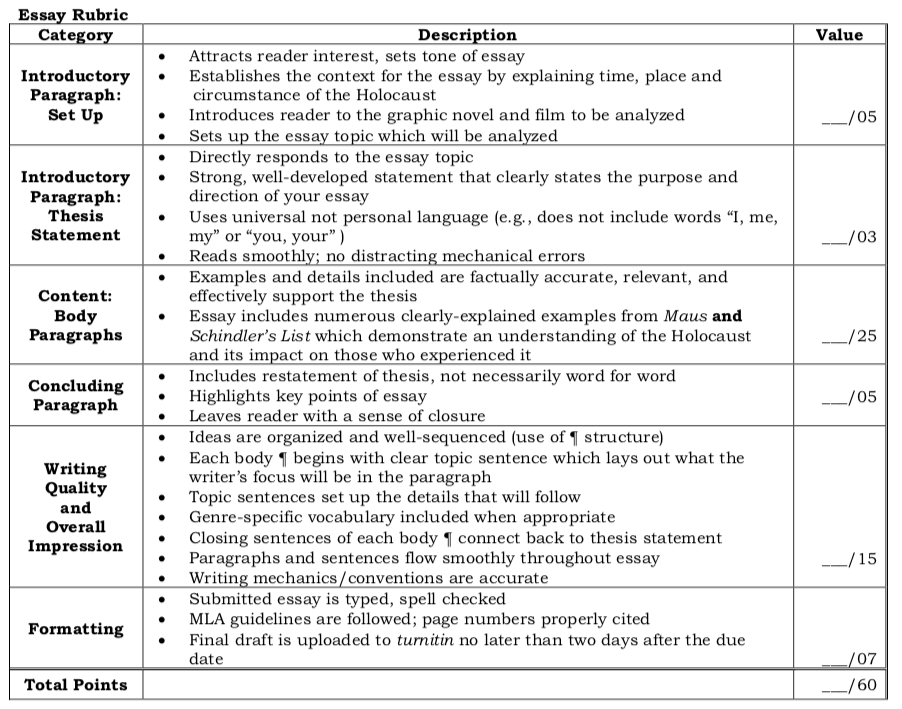 Essay Rubric
Category Description Value
Introductory Paragraph: Set Up
• Attracts reader interest, sets tone of essay
• Establishes the context for the essay by explaining time, place and
circumstance of the Holocaust
• Introduces reader to the graphic novel and film to be analyzed
• Sets up the essay topic which will be analyzed
___/05
Introductory Paragraph: Thesis Statement
• Directly responds to the essay topic
• Strong, well-developed statement that clearly states the purpose and
direction of your essay
• Uses universal not personal language (e.g., does not include words “I, me,
my” or “you, your” )
• Reads smoothly; no distracting mechanical errors
___/03
Content: Body Paragraphs
• Examples and details included are factually accurate, relevant, and
effectively support the thesis
• Essay includes numerous clearly-explained examples from Maus and
Schindler’s List which demonstrate an understanding of the Holocaust
and its impact on those who experienced it
___/25
Concluding Paragraph
• Includes restatement of thesis, not necessarily word for word
• Highlights key points of essay
• Leaves reader with a sense of closure
___/05
Writing Quality and Overall Impression
• Ideas are organized and well-sequenced (use of ¶ structure)
• Each body ¶ begins with clear topic sentence which lays out what the
writer’s focus will be in the paragraph
• Topic sentences set up the details that will follow
• Genre-specific vocabulary included when appropriate
• Closing sentences of each body ¶ connect back to thesis statement
• Paragraphs and sentences flow smoothly throughout essay
• Writing mechanics/conventions are accurate
___/15
Formatting
• Submitted essay is typed, spell checked
• MLA guidelines are followed; page numbers properly cited
• Final draft is uploaded to turnitin no later than two days after the due
date
___/07
Total Points ___/60